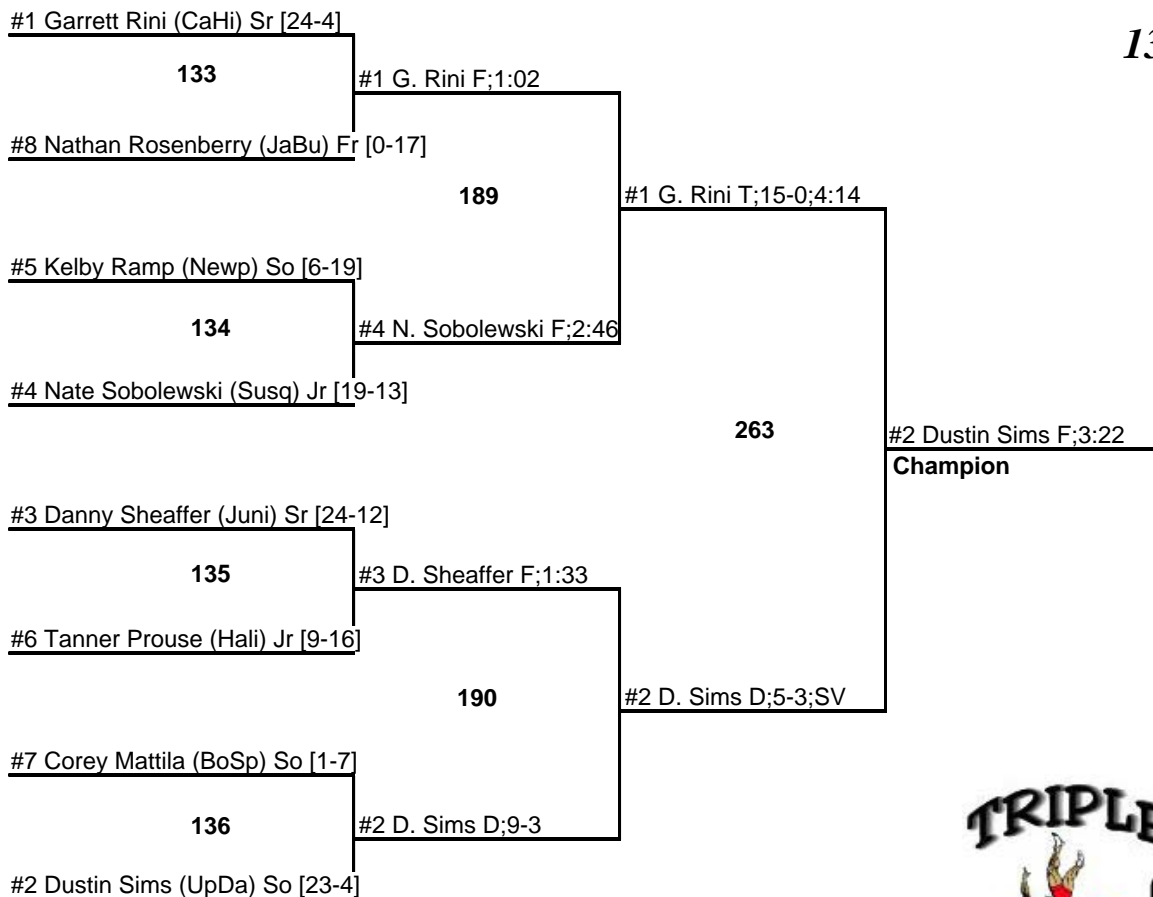 #1 Garrett Rini (CaHi) Sr [24-4]
133
#1 G. Rini F;1:02
#8 Nathan Rosenberry (JaBu) Fr [0-17]
189
#1 G. Rini T;15-0;4:14
#5 Kelby Ramp (Newp) So [6-19]
134
#4 N. Sobolewski F;2:46
#4 Nate Sobolewski (Susq) Jr [19-13]
263
#2 Dustin Sims F;3:22
Champion
#3 Danny Sheaffer (Juni) Sr [24-12]
135
#3 D. Sheaffer F;1:33
#6 Tanner Prouse (Hali) Jr [9-16]
190
#2 D. Sims D;5-3;SV
#7 Corey Mattila (BoSp) So [1-7]
136
#2 D. Sims D;9-3
#2 Dustin Sims (UpDa) So [23-4]